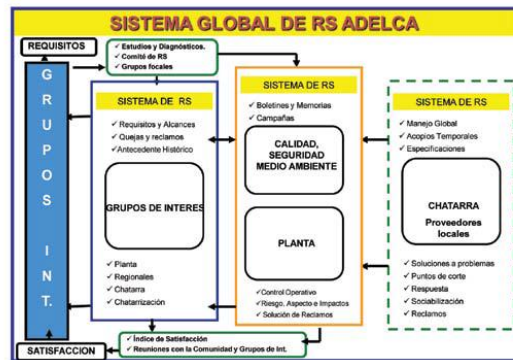 SISTEMA GLOBAL DE RS ADELCA
REQUISITOS
✓ Estudios y Diagnósticos.
✓ Comité de RS
✓ Grupos focales
GRUPOS INT.
SISTEMA DE RS
✓ Requisitos y Alcances
✓ Quejas y reclamos
✓ Antecedente Histórico
GRUPOS DE INTERES
✓ Planta
✓ Regionales
✓ Chatarra
✓ Chatarrización
SISTEMA DE RS
✓ Boletines y Memorias
✓ Campañas
CALIDAD,
SEGURIDAD
MEDIO AMBIENTE
PLANTA
✓ Control Operativo
✓ Riesgo, Aspecto e Impactos
✓ Solución de Reclamos
SISTEMA DE RS
✓ Manejo Global
✓ Acopios Temporales
✓ Especificaciones
CHATARRA
Proveedores
locales
✓ Soluciones a problemas
✓ Puntos de corte
✓ Respuesta
✓ Sociabilización
✓ Reclamos
SATISFACCION
✓ Índice de Satisfacción
✓ Reuniones con la Comunidad y Grupos de Int.